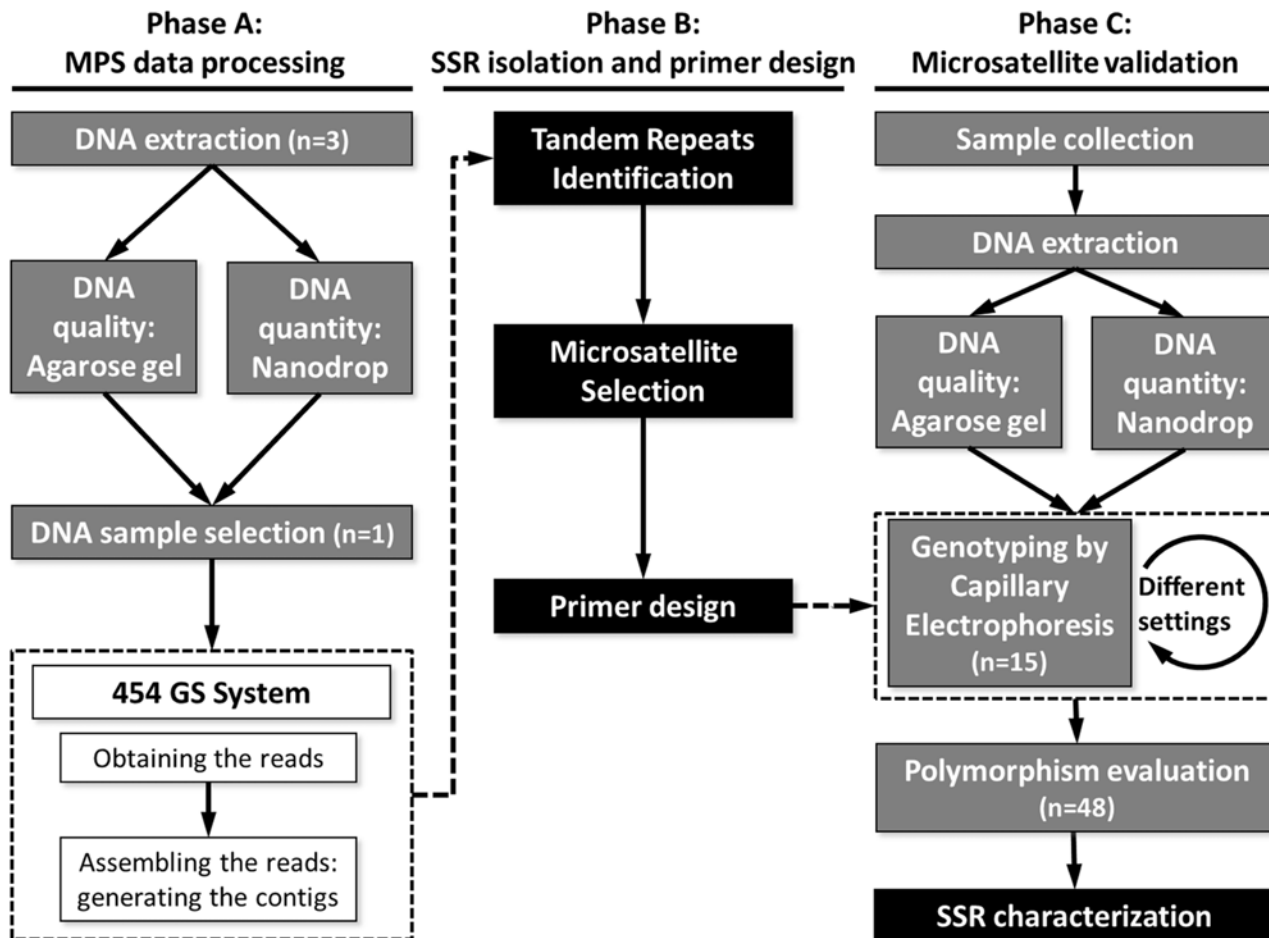 Phase A:
MPS data processing
DNA extraction (n=3)
DNA
quality:
Agarose gel
DNA
quantity:
Nanodrop
DNA sample selection (n=1)
454 GS System
Obtaining the reads
Assembling the reads:
generating the contigs
Phase B:
SSR isolation and primer design
Tandem Repeats
Identification
Microsatellite
Selection
Primer design
Phase C:
Microsatellite validation
Sample collection
DNA extraction
DNA
quality:
Agarose gel
DNA
quantity:
Nanodrop
Genotyping by
Capillary
Electrophoresis
(n=15)
Different
settings
Polymorphism evaluation
(n=48)
SSR characterization